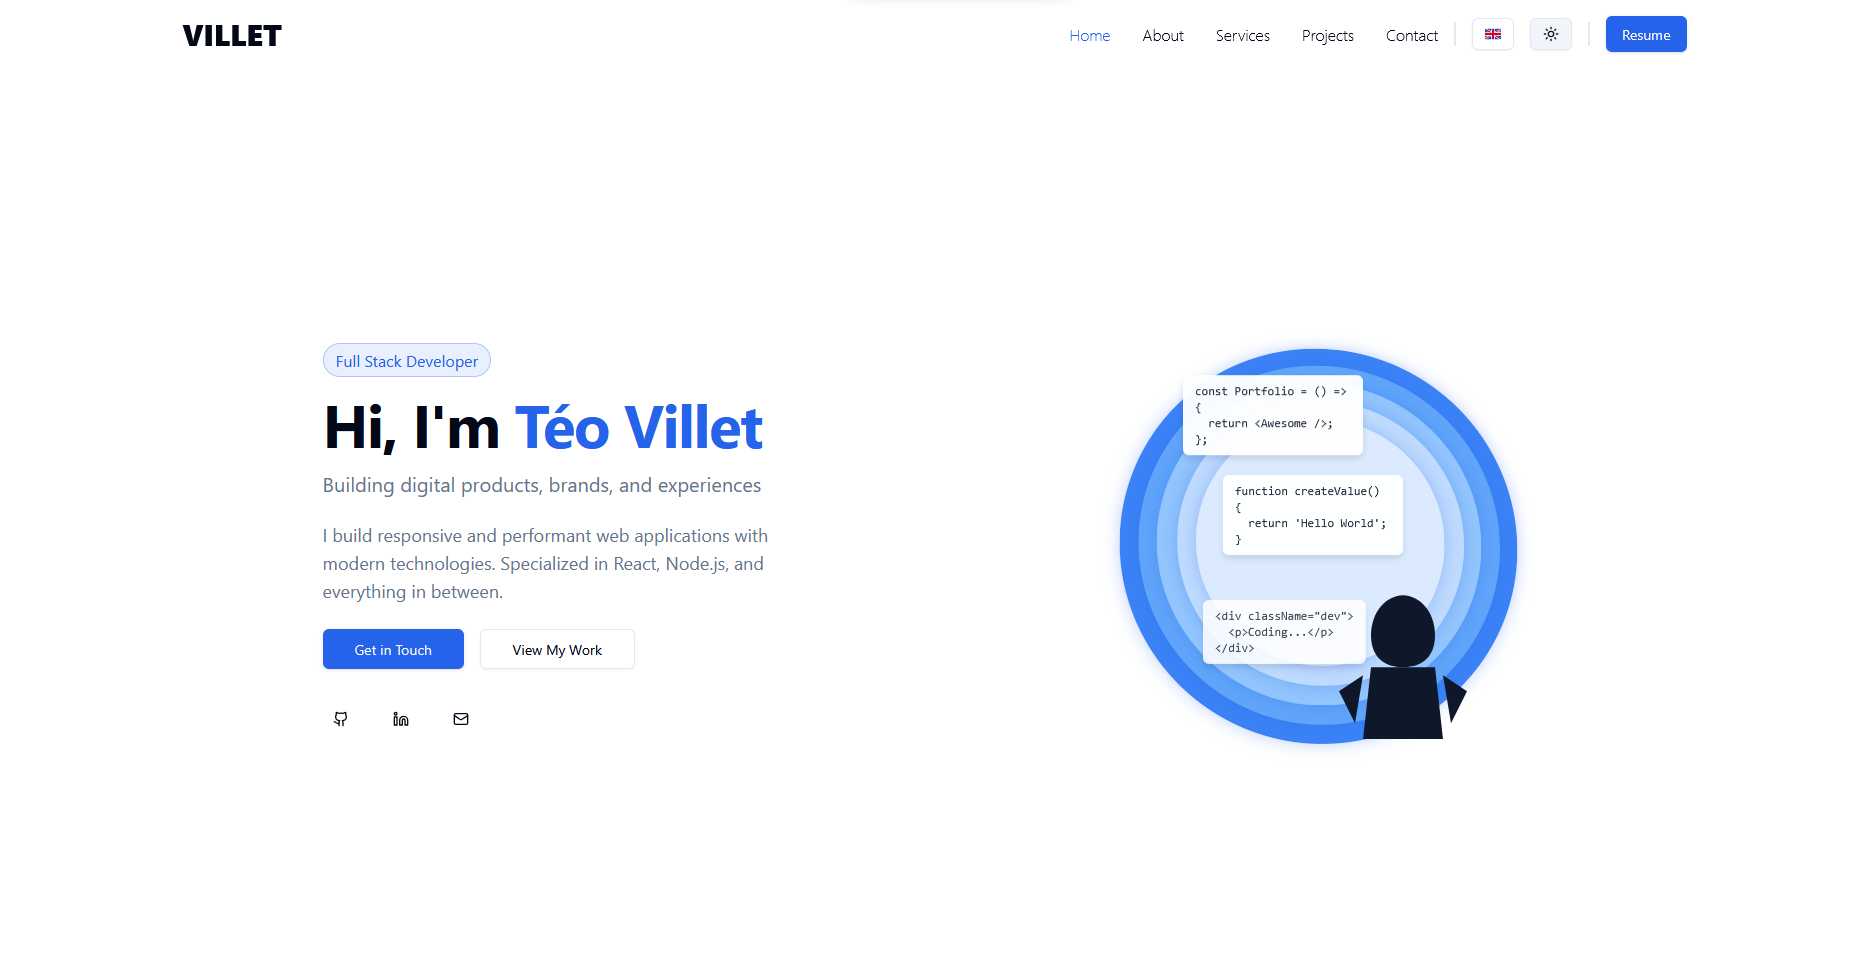 VILLET
Home About Services Projects Contact Resume
Full Stack Developer
Hi, I'm Téo Villet
Building digital products, brands, and experiences
I build responsive and performant web applications with
modern technologies. Specialized in React, Node.js, and
everything in between.
Get in Touch View My Work
const Portfolio = () =>
{
  return <Awesome />;
};
function createValue()
{
  return 'Hello World';
}
<div className="dev">
  <p>Coding...</p>
</div>